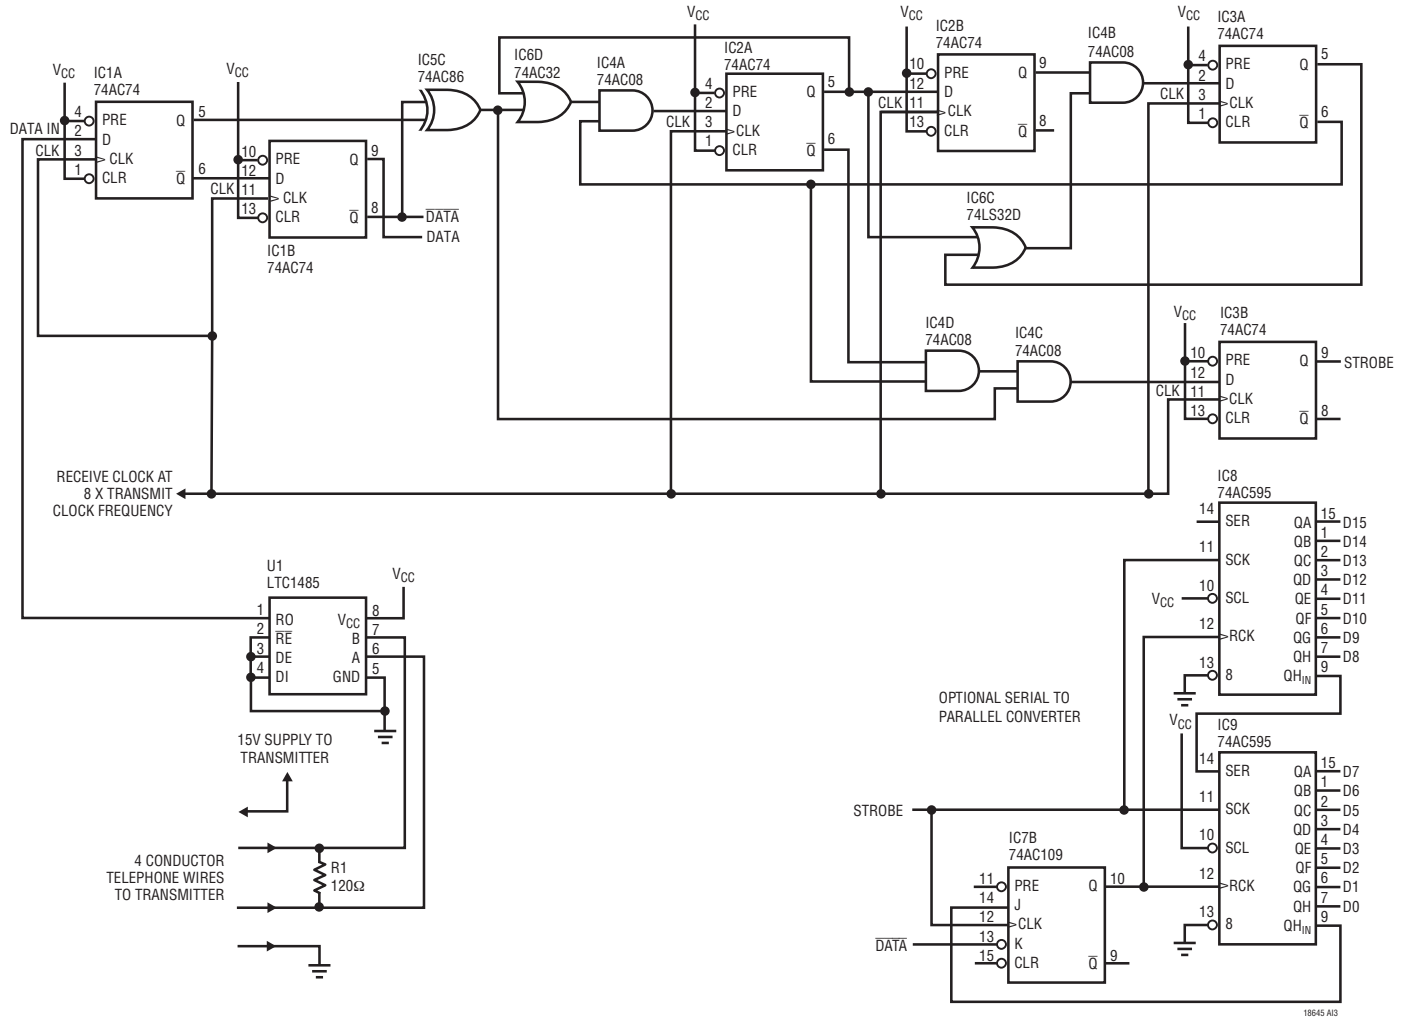 VCC
IC1A
74AC74
4
PRE
Q
5
DATA IN
2
D
CLK
3
CLK
1
CLR
Q̅
6
VCC
10
PRE
Q
9
12
D
CLK
11
CLK
13
CLR
Q̅
8
IC1B
74AC74
D̅A̅T̅A̅
DATA
IC5C
74AC86
IC6D
74AC32
IC4A
74AC08
VCC
IC2A
74AC74
4
PRE
Q
5
2
D
CLK
3
CLK
1
CLR
Q̅
6
VCC
IC2B
74AC74
10
PRE
Q
9
12
D
CLK
11
CLK
13
CLR
Q̅
8
IC4B
74AC08
VCC
IC3A
74AC74
4
PRE
Q
5
2
D
CLK
3
CLK
1
CLR
Q̅
6
IC6C
74LS32D
IC4D
74AC08
IC4C
74AC08
VCC
IC3B
74AC74
10
PRE
Q
9
STROBE
12
D
CLK
11
CLK
13
CLR
Q̅
8
RECEIVE CLOCK AT
8 X TRANSMIT
CLOCK FREQUENCY
U1
LTC1485
VCC
1
RO
VCC
8
2
R̅E̅
B
7
3
DE
A
6
4
DI
GND
5
15V SUPPLY TO
TRANSMITTER
4 CONDUCTOR
TELEPHONE WIRES
TO TRANSMITTER
R1
120Ω
IC8
74AC595
14
SER
QA
15
D15
QB
1
D14
11
SCK
QC
2
D13
QD
3
D12
VCC
10
SCL
QE
4
D11
QF
5
D10
12
RCK
QG
6
D9
QH
7
D8
13
8
QHIN
9
OPTIONAL SERIAL TO
PARALLEL CONVERTER
VCC
IC9
74AC595
14
SER
QA
15
D7
QB
1
D6
11
SCK
QC
2
D5
QD
3
D4
10
SCL
QE
4
D3
QF
5
D2
12
RCK
QG
6
D1
QH
7
D0
13
8
QHIN
9
STROBE
IC7B
74AC109
11
PRE
Q
10
14
J
12
CLK
D̅A̅T̅A̅
13
K
15
CLR
Q̅
9
18645 AI3